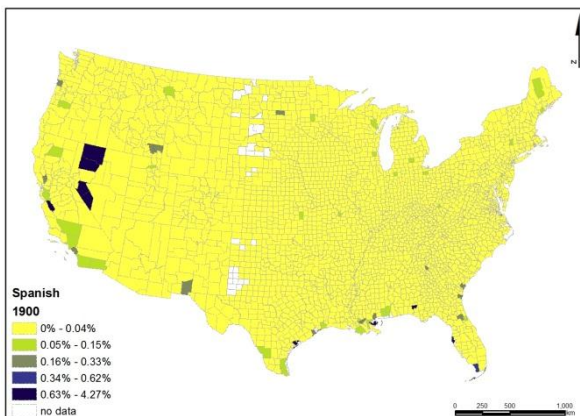 N
Spanish
1900
0% - 0.04%
0.05% - 0.15%
0.16% - 0.33%
0.34% - 0.62%
0.63% - 4.27%
no data
0 250 500 1,000
km